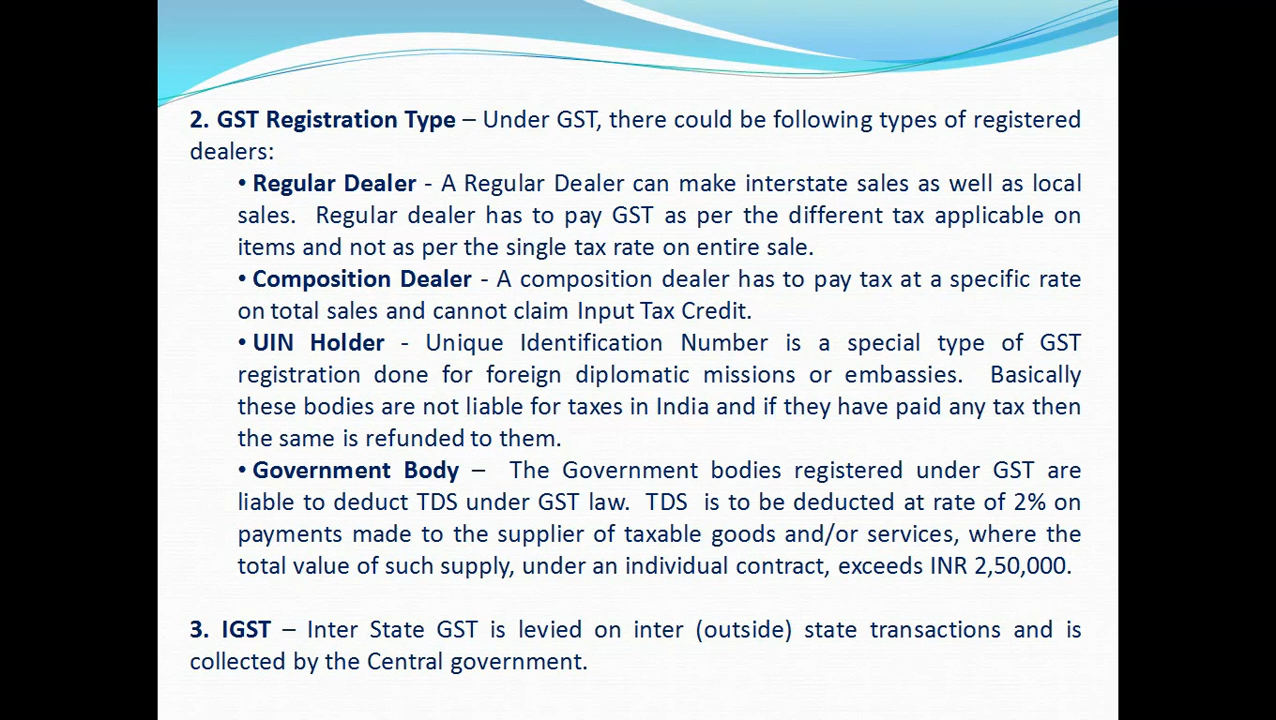 2. GST Registration Type – Under GST, there could be following types of registered
dealers:
• Regular Dealer - A Regular Dealer can make interstate sales as well as local
sales. Regular dealer has to pay GST as per the different tax applicable on
items and not as per the single tax rate on entire sale.
• Composition Dealer - A composition dealer has to pay tax at a specific rate
on total sales and cannot claim Input Tax Credit.
• UIN Holder - Unique Identification Number is a special type of GST
registration done for foreign diplomatic missions or embassies. Basically
these bodies are not liable for taxes in India and if they have paid any tax then
the same is refunded to them.
• Government Body – The Government bodies registered under GST are
liable to deduct TDS under GST law. TDS is to be deducted at rate of 2% on
payments made to the supplier of taxable goods and/or services, where the
total value of such supply, under an individual contract, exceeds INR 2,50,000.
3. IGST – Inter State GST is levied on inter (outside) state transactions and is
collected by the Central government.